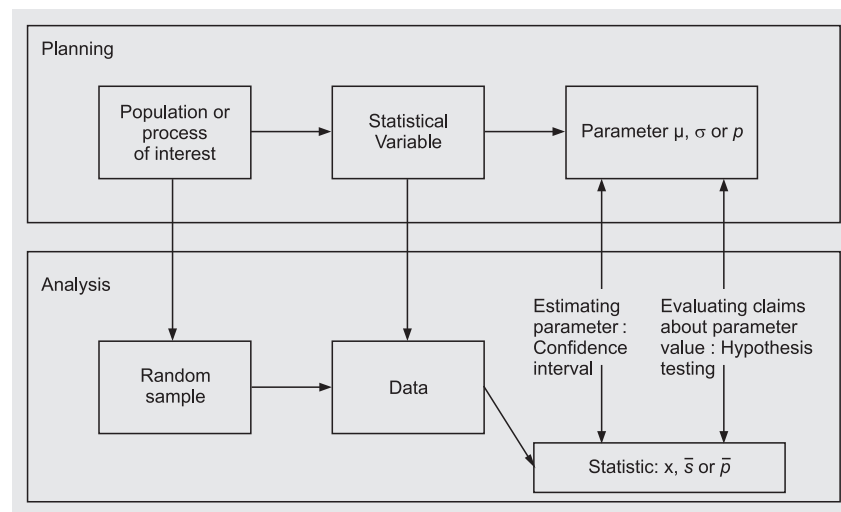 Planning
Population or
process
of interest
Statistical
Variable
Parameter μ, σ or p
Analysis
Estimating
parameter :
Confidence
interval
Evaluating claims
about parameter
value : Hypothesis
testing
Random
sample
Data
Statistic: x, s̅ or p̅